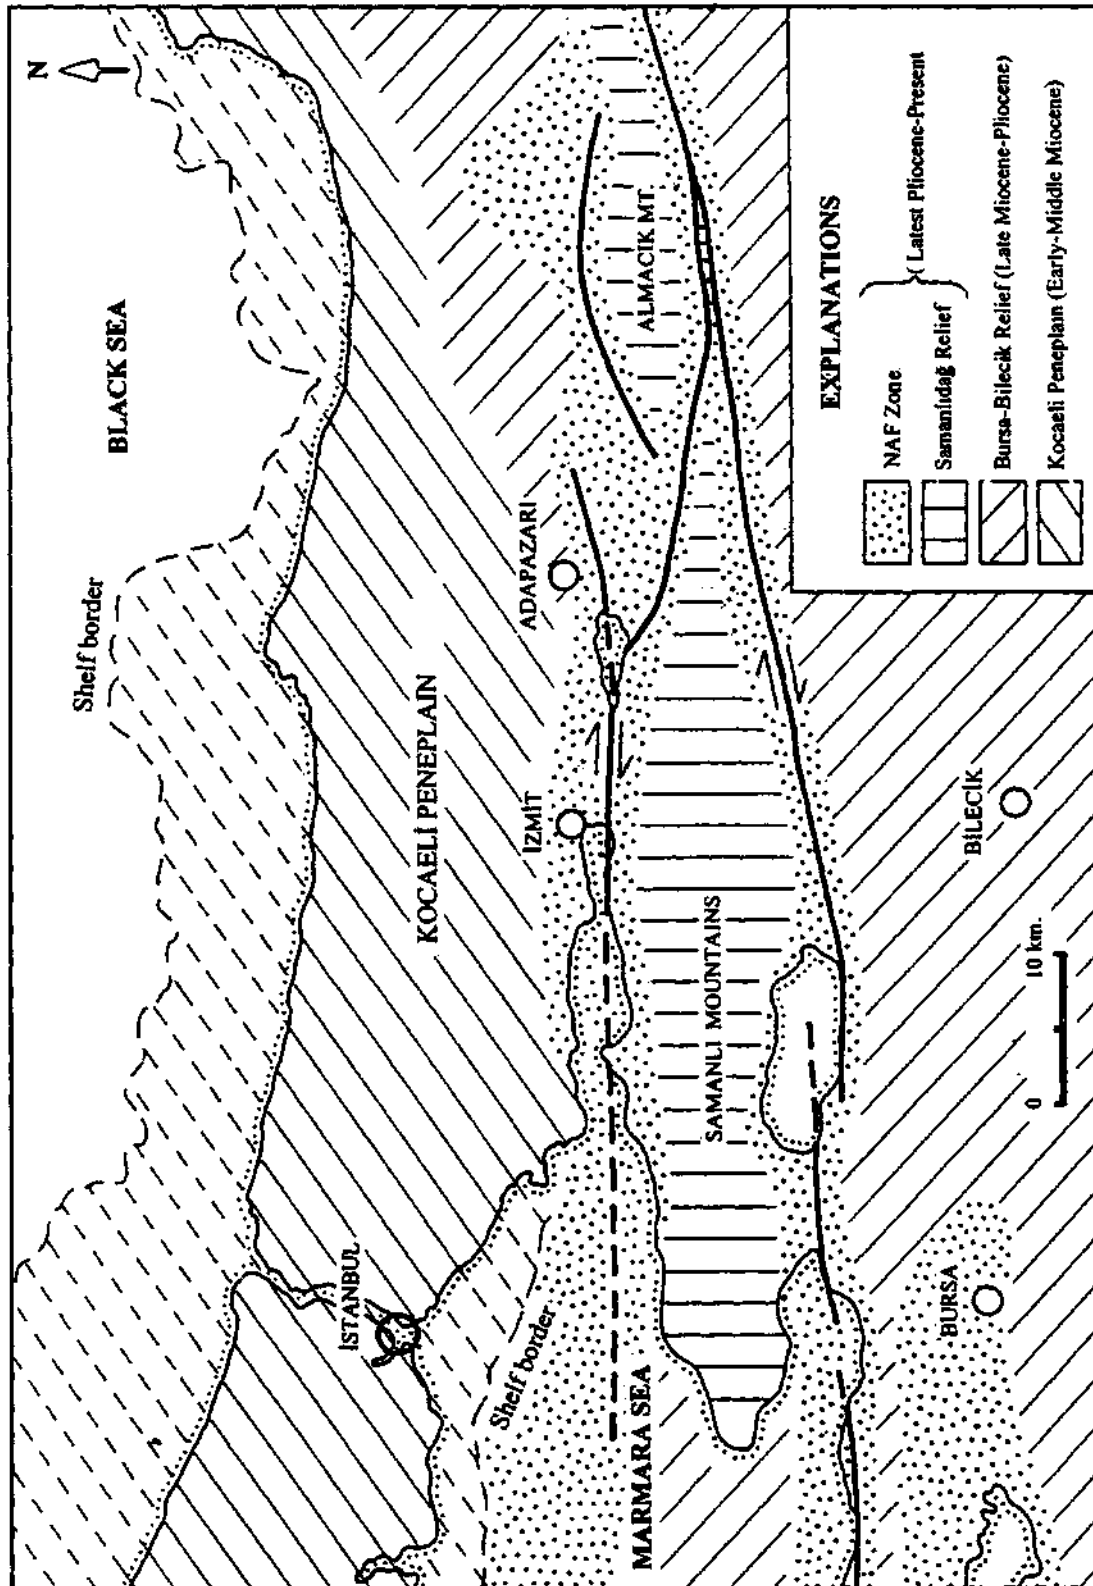 N
BLACK SEA
Shelf border
KOCAELİ PENEPLAIN
ADAPAZARI
İZMİT
ALMACIK MT
İSTANBUL
Shelf border
SAMANLI MOUNTAINS
MARMARA SEA
BİLECİK
BURSA
0 10 km.
EXPLANATIONS
NAF Zone
Samanlıdağ Relief
(Latest Pliocene-Present
Bursa-Bilecik Relief (Late Miocene-Pliocene)
Kocaeli Peneplain (Early-Middle Miocene)